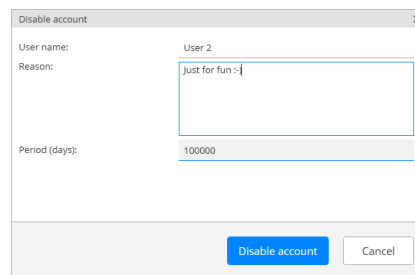 Disable account
User name: User 2
Reason: Just for fun :-)
Period (days): 100000
Disable account Cancel